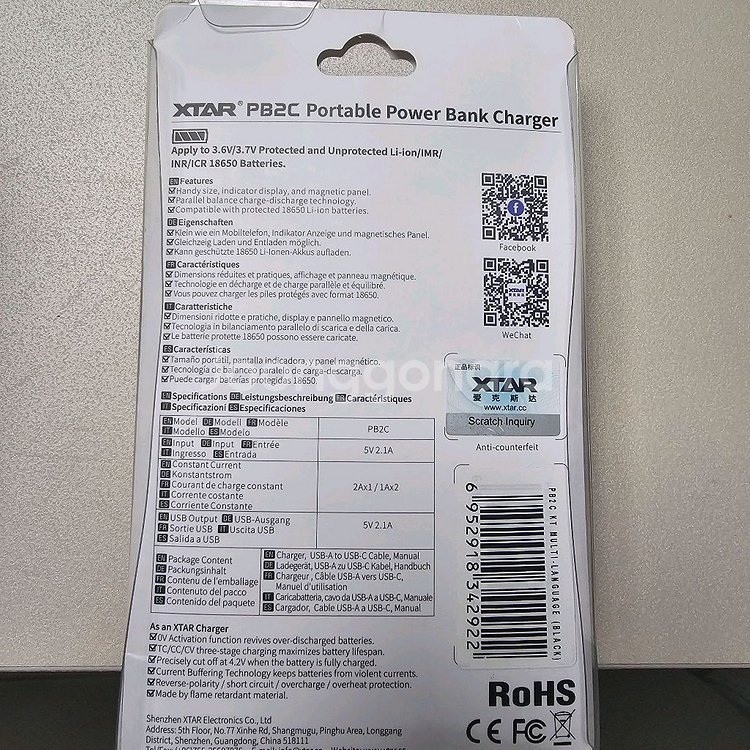 XTAR® PB2C Portable Power Bank Charger
Apply to 3.6V/3.7V Protected and Unprotected Li-ion/IMR/
INR/ICR 18650 Batteries.
EN Features
Handy size, indicator display, and magnetic panel.
Parallel balance charge-discharge technology.
Compatible with protected 18650 Li-ion batteries.
DE Eigenschaften
Klein wie ein Mobiltelefon, Indikator Anzeige und magnetisches Panel.
Gleichzeig Laden und Entladen möglich.
Kann geschützte 18650 Li-Ionen-Akkus aufladen.
FR Caractéristiques
Dimensions réduites et pratiques, affichage et panneau magnétique.
Technologie en décharge et de charge parallèle et équilibré.
Vous pouvez charger les piles protégés avec format 18650.
IT Caratteristiche
Dimensioni ridotte e pratiche, display e pannello magnetico.
Tecnologia in bilanciamento parallelo di scarica e della carica.
Le batterie protette 18650 possono essere caricate.
ES Características
Tamaño portátil, pantalla indicadora, y panel magnético.
Tecnología de balanceo paralelo de carga-descarga.
Puede cargar baterías protegidas 18650.
EN Specifications DE Leistungsbeschreibung FR Caractéristiques
IT Specificazioni ES Especificaciones
EN Model DE Modell FR Modèle
IT Modello ES Modelo
PB2C
EN Input DE Input FR Entrée
IT Ingresso ES Entrada
5V 2.1A
EN Constant Current
DE Konstantstrom
FR Courant de charge constant
IT Corrente costante
ES Corriente Constante
2Ax1 / 1Ax2
EN USB Output DE USB-Ausgang
FR Sortie USB IT Uscita USB
ES Salida a USB
5V 2.1A
EN Package Content
DE Packungsinhalt
FR Contenu de l'emballage
IT Contenuto del pacco
ES Contenido del paquete
EN Charger, USB-A to USB-C Cable, Manual
DE Ladegerät, USB-A zu USB-C Kabel, Handbuch
FR Chargeur, Câble USB-A vers USB-C,
Manuel d'utilisation
IT Caricabatteria, cavo da USB-A a USB-C, Manuale
ES Cargador, Cable USB-A a USB-C, Manual
As an XTAR Charger
0V Activation function revives over-discharged batteries.
TC/CC/CV three-stage charging maximizes battery lifespan.
Precisely cut off at 4.2V when the battery is fully charged.
Current Buffering Technology keeps batteries from violent currents.
Reverse-polarity / short circuit / overcharge / overheat protection.
Made by flame retardant material.
Shenzhen XTAR Electronics Co., Ltd
Address: 5th Floor, No.77 Xinhe Rd, Shangmugu, Pinghu Area, Longgang
District, Shenzhen, Guangdong, China 518111
Facebook
XTAR
WeChat
正品标识
XTAR
爱克斯达
www.xtar.cc
Scratch Inquiry
Anti-counterfeit
PB2C KT MULTI-LANGUAGE (BLACK)
6 952918 342922
RoHS
CE FC